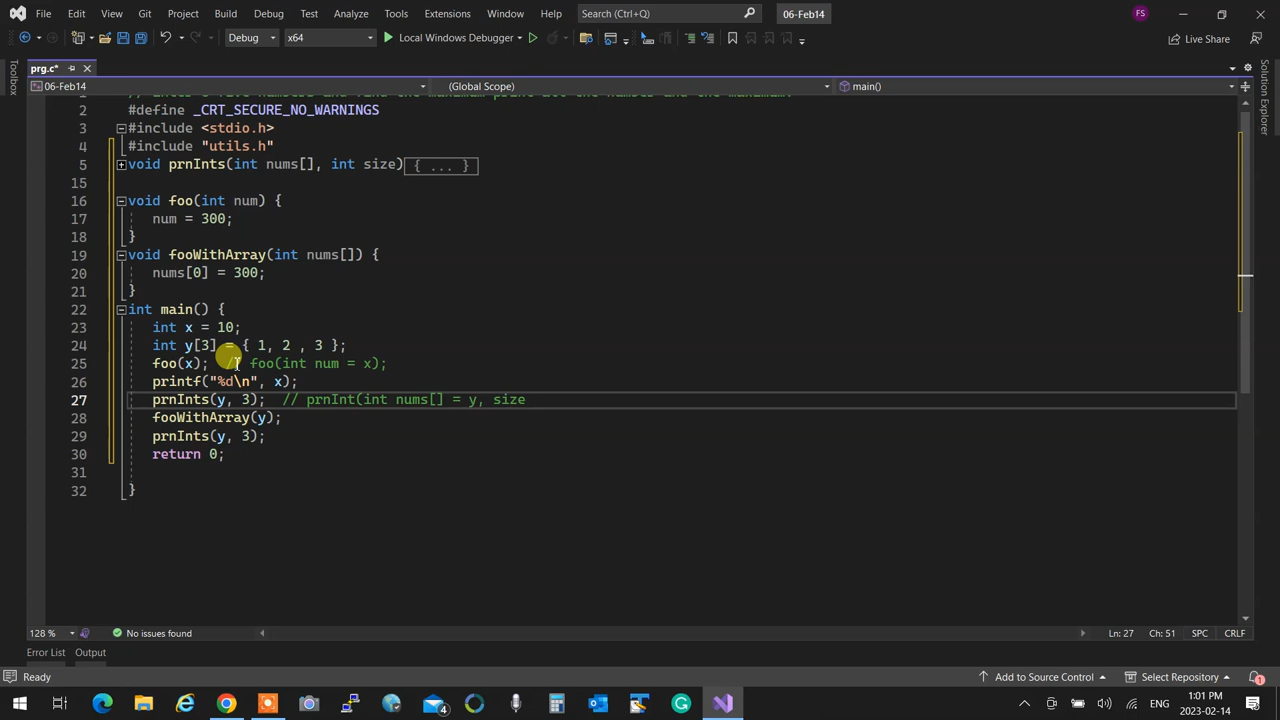 File Edit View Git Project Build Debug Test Analyze Tools Extensions Window Help Search (Ctrl+Q) 06-Feb14 FS
Debug x64 Local Windows Debugger Live Share
prg.c*
06-Feb14 (Global Scope) main()
Toolbox
Solution Explorer
2 #define _CRT_SECURE_NO_WARNINGS
3 #include <stdio.h>
4 #include "utils.h"
5 void prnInts(int nums[], int size){ ... }
15
16 void foo(int num) {
17 num = 300;
18 }
19 void fooWithArray(int nums[]) {
20 nums[0] = 300;
21 }
22 int main() {
23 int x = 10;
24 int y[3] = { 1, 2 , 3 };
25 foo(x); // foo(int num = x);
26 printf("%d\n", x);
27 prnInts(y, 3); // prnInt(int nums[] = y, size
28 fooWithArray(y);
29 prnInts(y, 3);
30 return 0;
31
32 }
128 % No issues found Ln: 27 Ch: 51 SPC CRLF
Error List Output
Ready Add to Source Control Select Repository 1
4 ENG 1:01 PM
2023-02-14